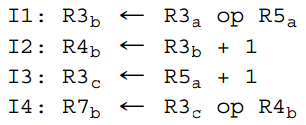 I1: R3b ← R3a op R5a
I2: R4b ← R3b + 1
I3: R3c ← R5a + 1
I4: R7b ← R3c op R4b